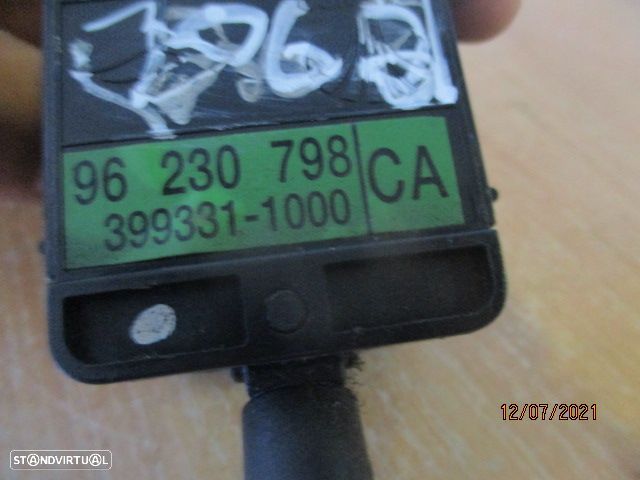 96 230 798 CA
399331-1000
12/07/2021
STANDVIRTUAL